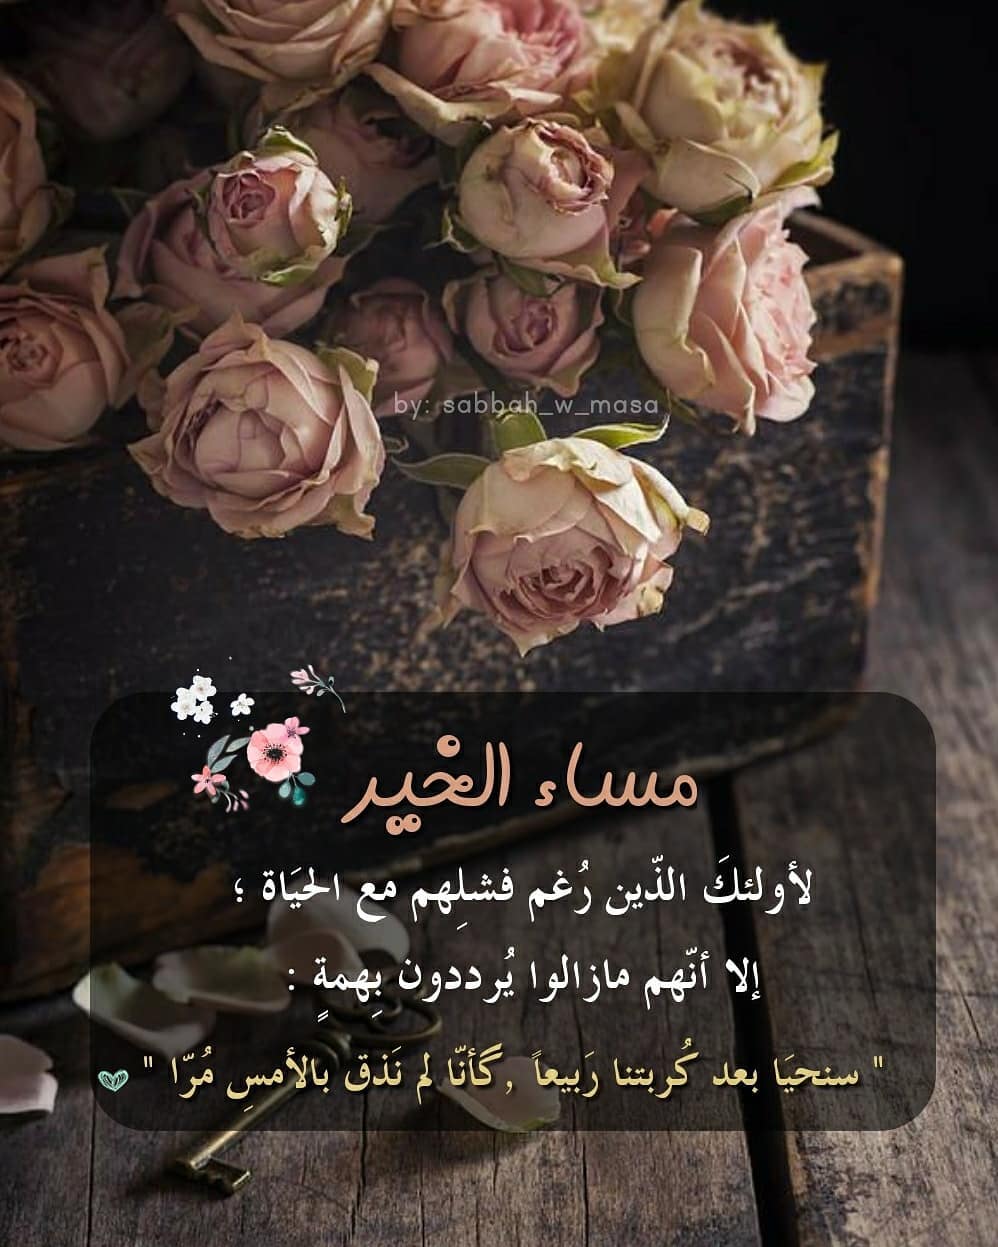 by: sabbah_w_masa
مساء الخير
لأولئكَ الذّين رُغم فشلِهم مع الحيَاة ؛
إلا أنّهم مازالوا يُرددون بِهمةٍ :
" سنحيَا بعد كُربتنا رَبيعاً ,گأنّا لم نَذق بالأمسِ مُرّا "